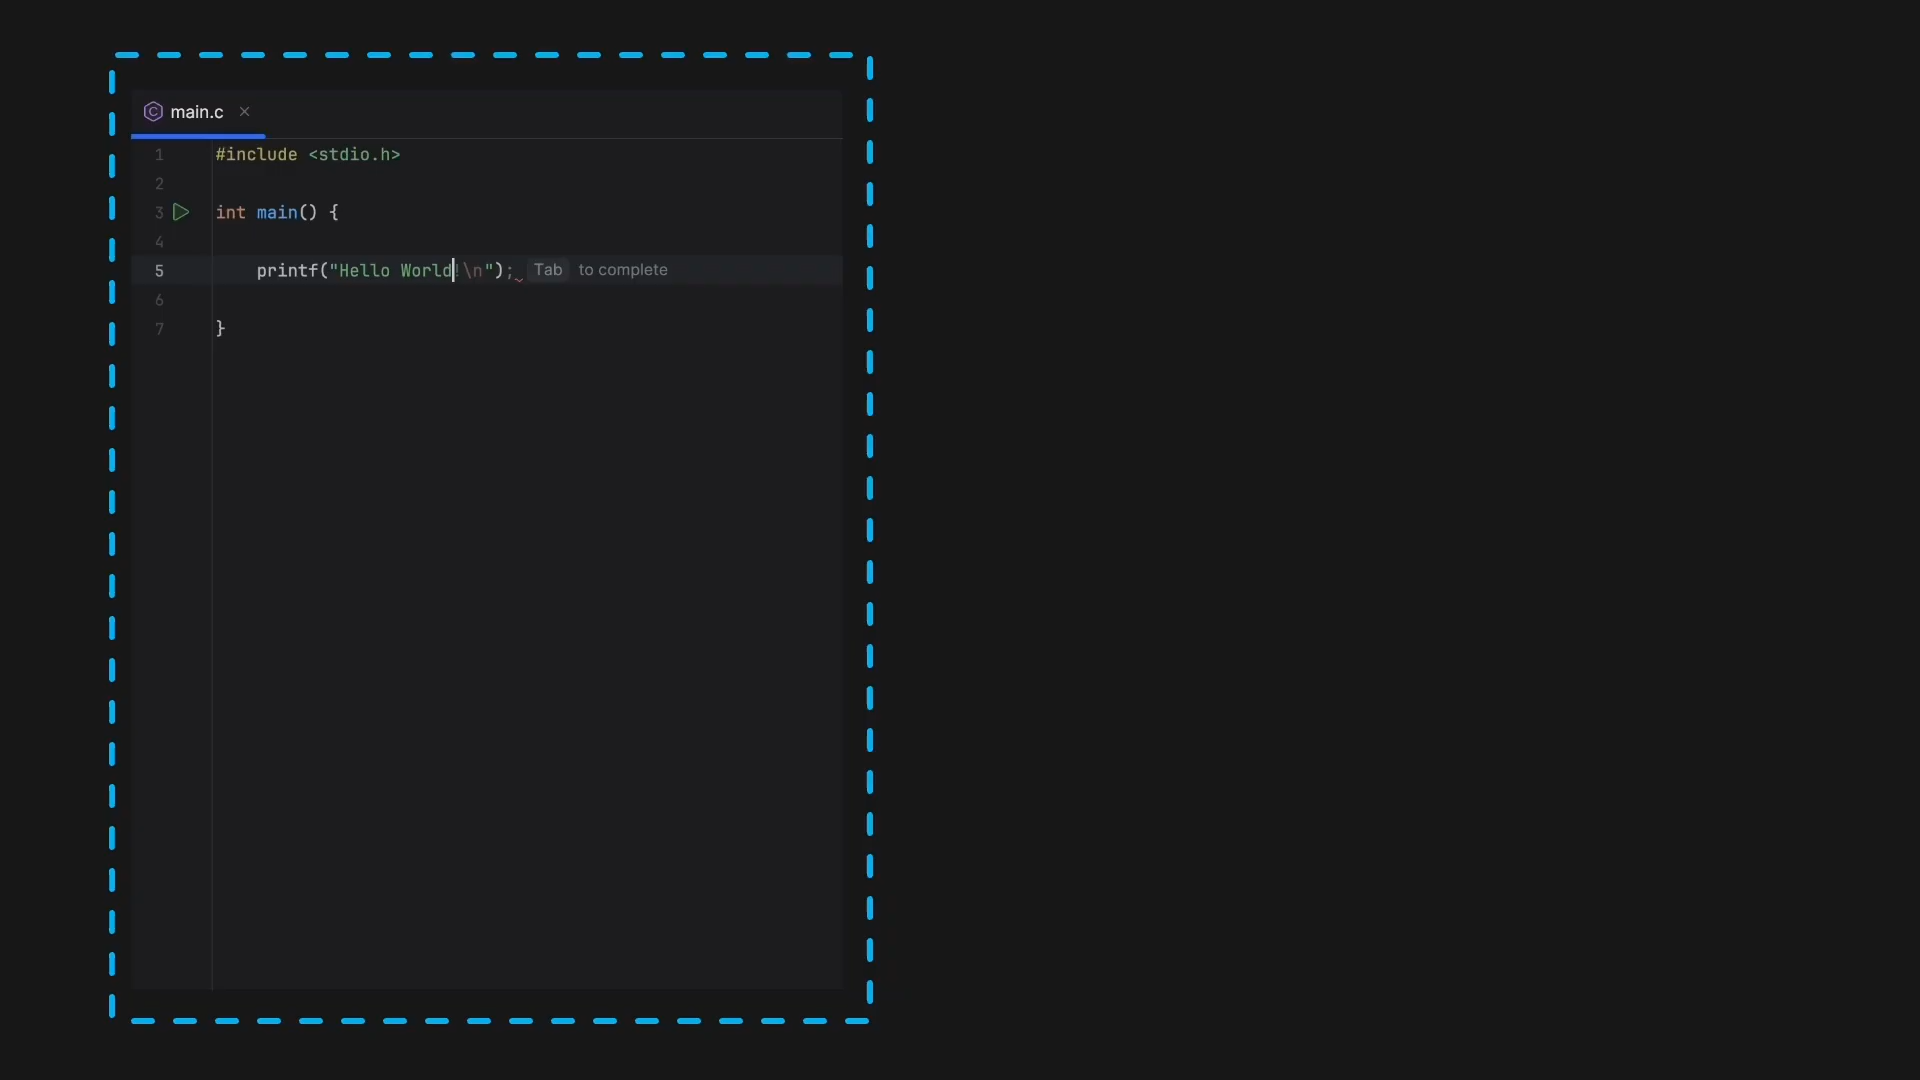 main.c
1 #include <stdio.h>
2
3 int main() {
4
5 printf("Hello World!\n"); Tab to complete
6
7 }